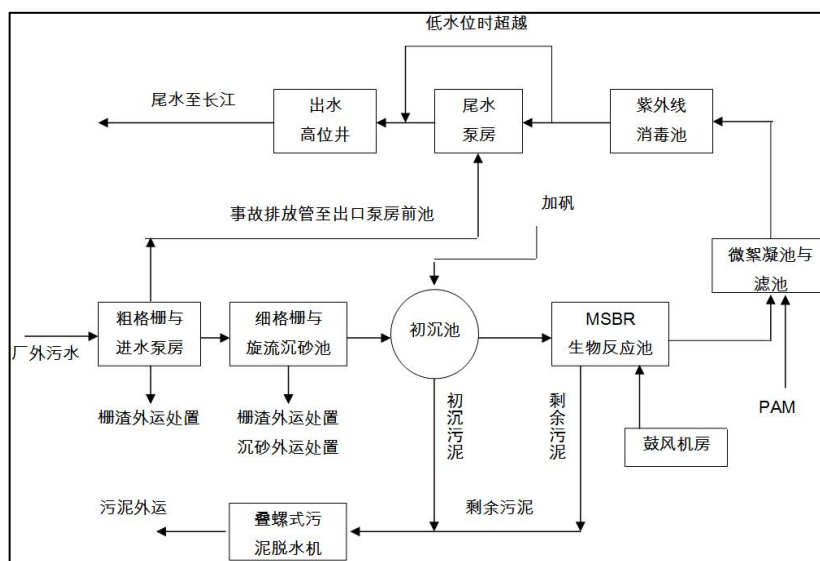 低水位时超越
尾水至长江
出水
高位井
尾水
泵房
紫外线
消毒池
事故排放管至出口泵房前池
加矾
微絮凝池与
滤池
粗格栅与
进水泵房
细格栅与
旋流沉砂池
初沉池
MSBR
生物反应池
厂外污水
栅渣外运处置
栅渣外运处置
沉砂外运处置
初沉污泥
剩余污泥
鼓风机房
PAM
污泥外运
叠螺式污
泥脱水机
剩余污泥